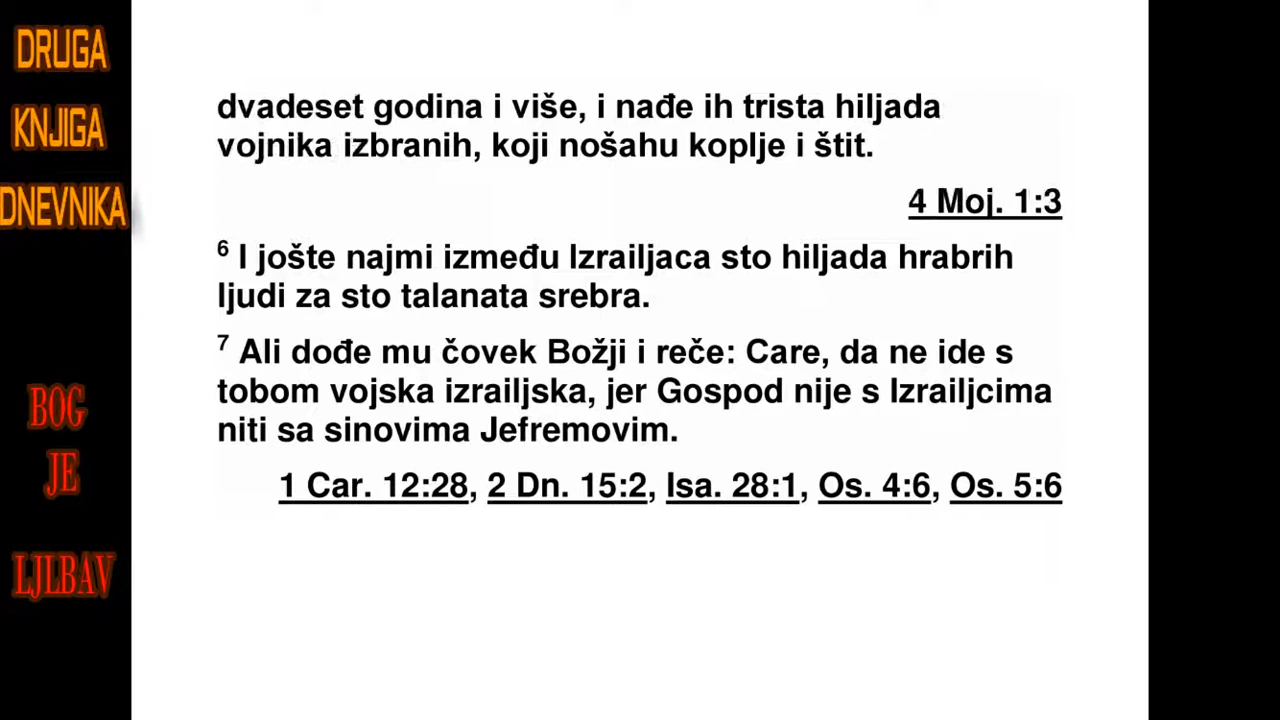 DRUGA
KNJIGA
DNEVNIKA
BOG
JE
LJLBAV
dvadeset godina i više, i nađe ih trista hiljada
vojnika izbranih, koji nošahu koplje i štit.
4 Moj. 1:3
6 I jošte najmi između Izrailjaca sto hiljada hrabrih
ljudi za sto talanata srebra.
7 Ali dođe mu čovek Božji i reče: Care, da ne ide s
tobom vojska izrailjska, jer Gospod nije s Izrailjcima
niti sa sinovima Jefremovim.
1 Car. 12:28, 2 Dn. 15:2, Isa. 28:1, Os. 4:6, Os. 5:6